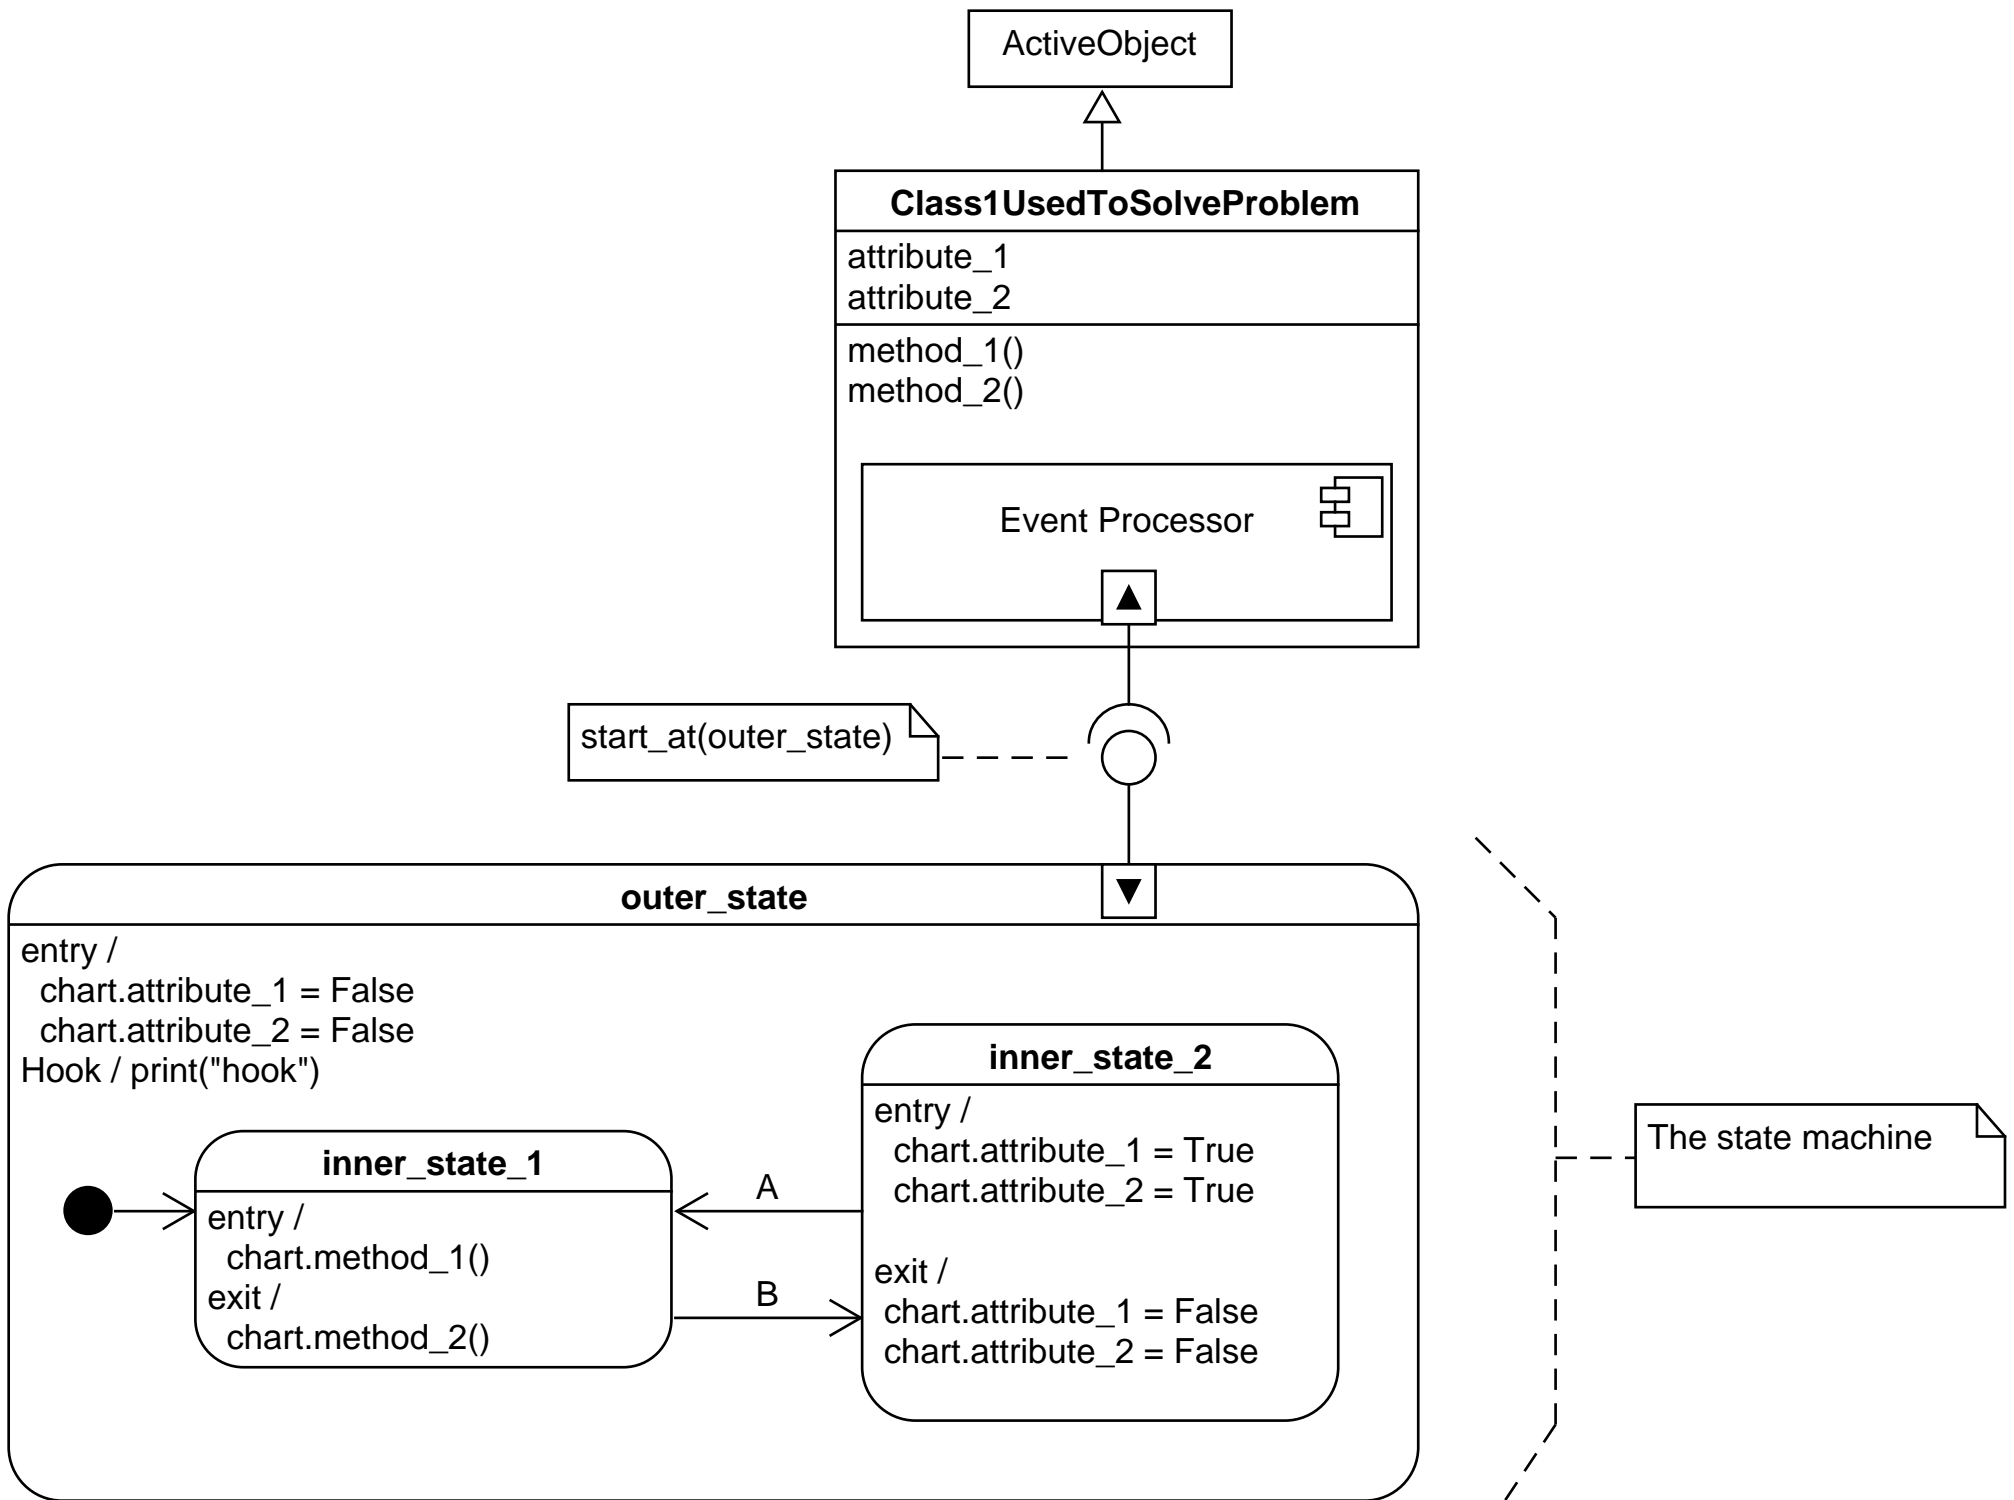 ActiveObject
Class1UsedToSolveProblem
attribute_1
attribute_2
method_1()
method_2()
Event Processor
start_at(outer_state)
outer_state
entry /
chart.attribute_1 = False
chart.attribute_2 = False
Hook / print("hook")
inner_state_1
entry /
chart.method_1()
exit /
chart.method_2()
A
B
inner_state_2
entry /
chart.attribute_1 = True
chart.attribute_2 = True
exit /
chart.attribute_1 = False
chart.attribute_2 = False
The state machine